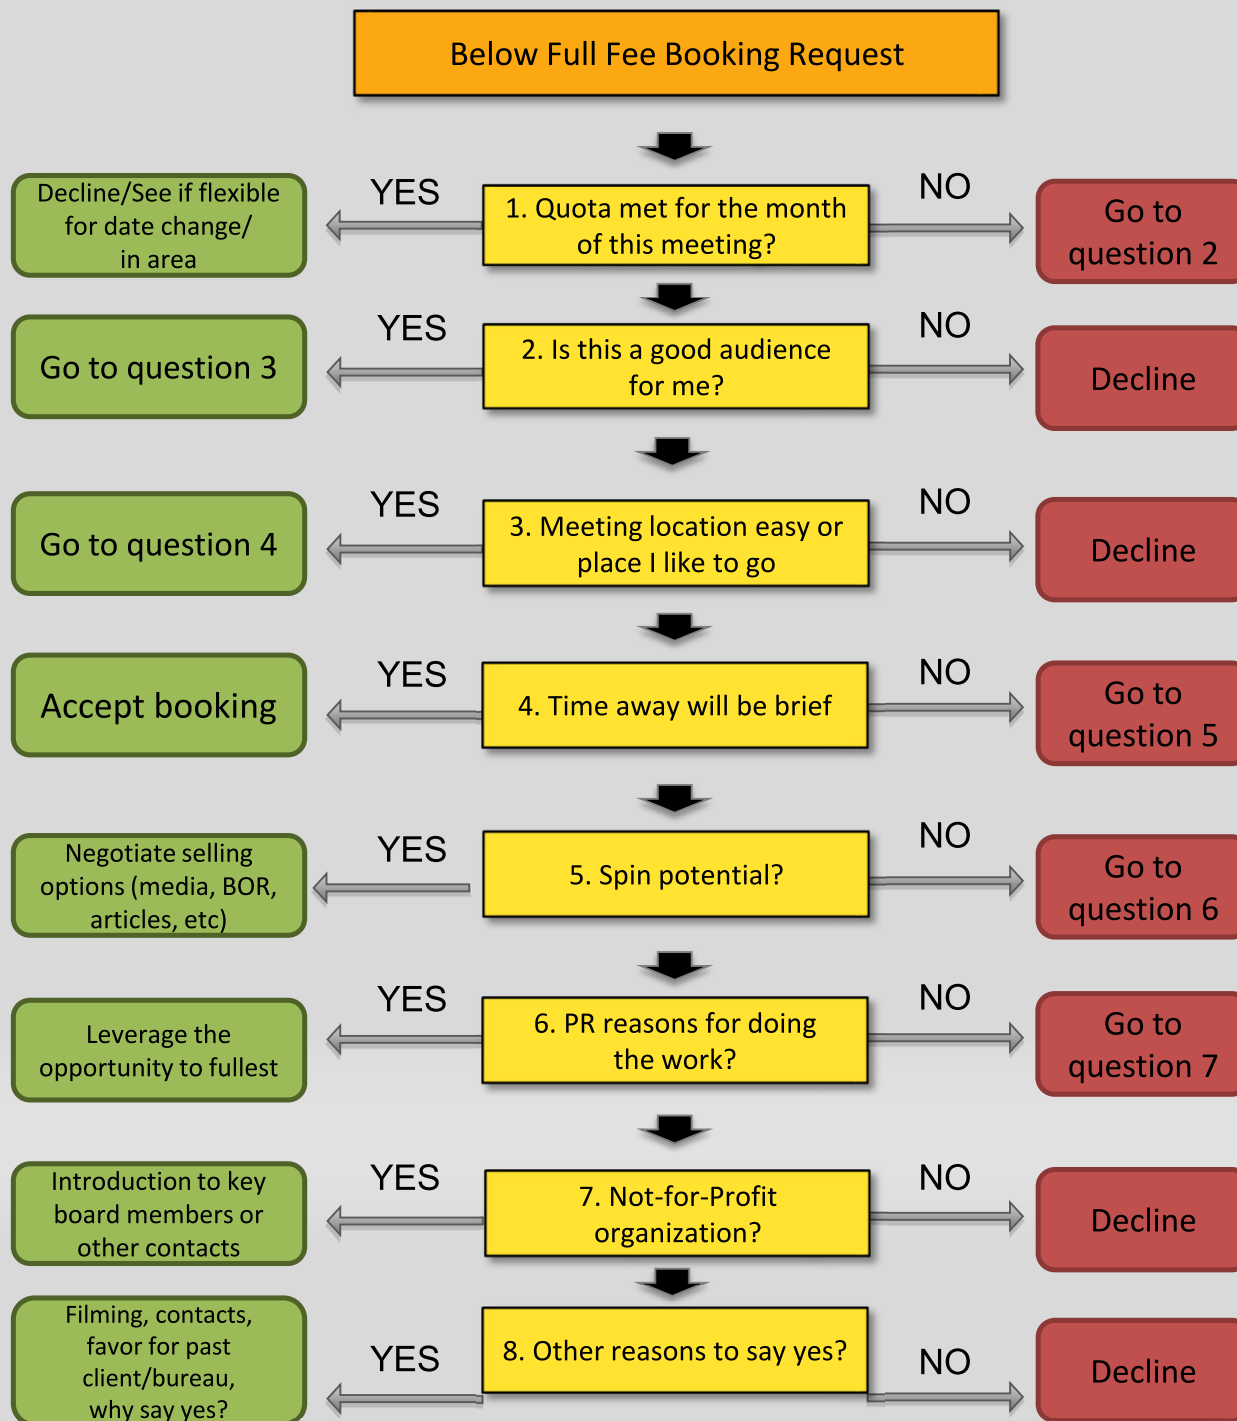 Below Full Fee Booking Request
YES
NO
Decline/See if flexible
for date change/
in area
1. Quota met for the month
of this meeting?
Go to
question 2
YES
NO
Go to question 3
2. Is this a good audience
for me?
Decline
YES
NO
Go to question 4
3. Meeting location easy or
place I like to go
Decline
YES
NO
Accept booking
4. Time away will be brief
Go to
question 5
YES
NO
Negotiate selling
options (media, BOR,
articles, etc)
5. Spin potential?
Go to
question 6
YES
NO
Leverage the
opportunity to fullest
6. PR reasons for doing
the work?
Go to
question 7
YES
NO
Introduction to key
board members or
other contacts
7. Not-for-Profit
organization?
Decline
Filming, contacts,
favor for past
client/bureau,
why say yes?
YES
8. Other reasons to say yes?
NO
Decline